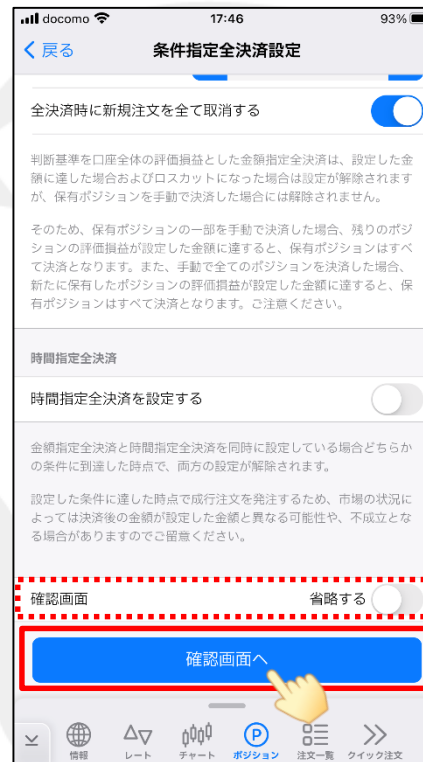 docomo 17:46 93%
戻る 条件指定全決済設定
全決済時に新規注文を全て取消する
判断基準を口座全体の評価損益とした金額指定全決済は、設定した金
額に達した場合およびロスカットになった場合は設定が解除されます
が、保有ポジションを手動で決済した場合には解除されません。
そのため、保有ポジションの一部を手動で決済した場合、残りのポジ
ションの評価損益が設定した金額に達すると、保有ポジションはすべ
て決済となります。また、手動で全てのポジションを決済した場合、
新たに保有したポジションの評価損益が設定した金額に達すると、保
有ポジションはすべて決済となります。ご注意ください。
時間指定全決済
時間指定全決済を設定する
金額指定全決済と時間指定全決済を同時に設定している場合どちらか
の条件に到達した時点で、両方の設定が解除されます。
設定した条件に達した時点で成行注文を発注するため、市場の状況に
よっては決済後の金額が設定した金額と異なる可能性や、不成立とな
る場合がありますのでご留意ください。
確認画面 省略する
確認画面へ
情報 レート チャート ポジション 注文一覧 クイック注文